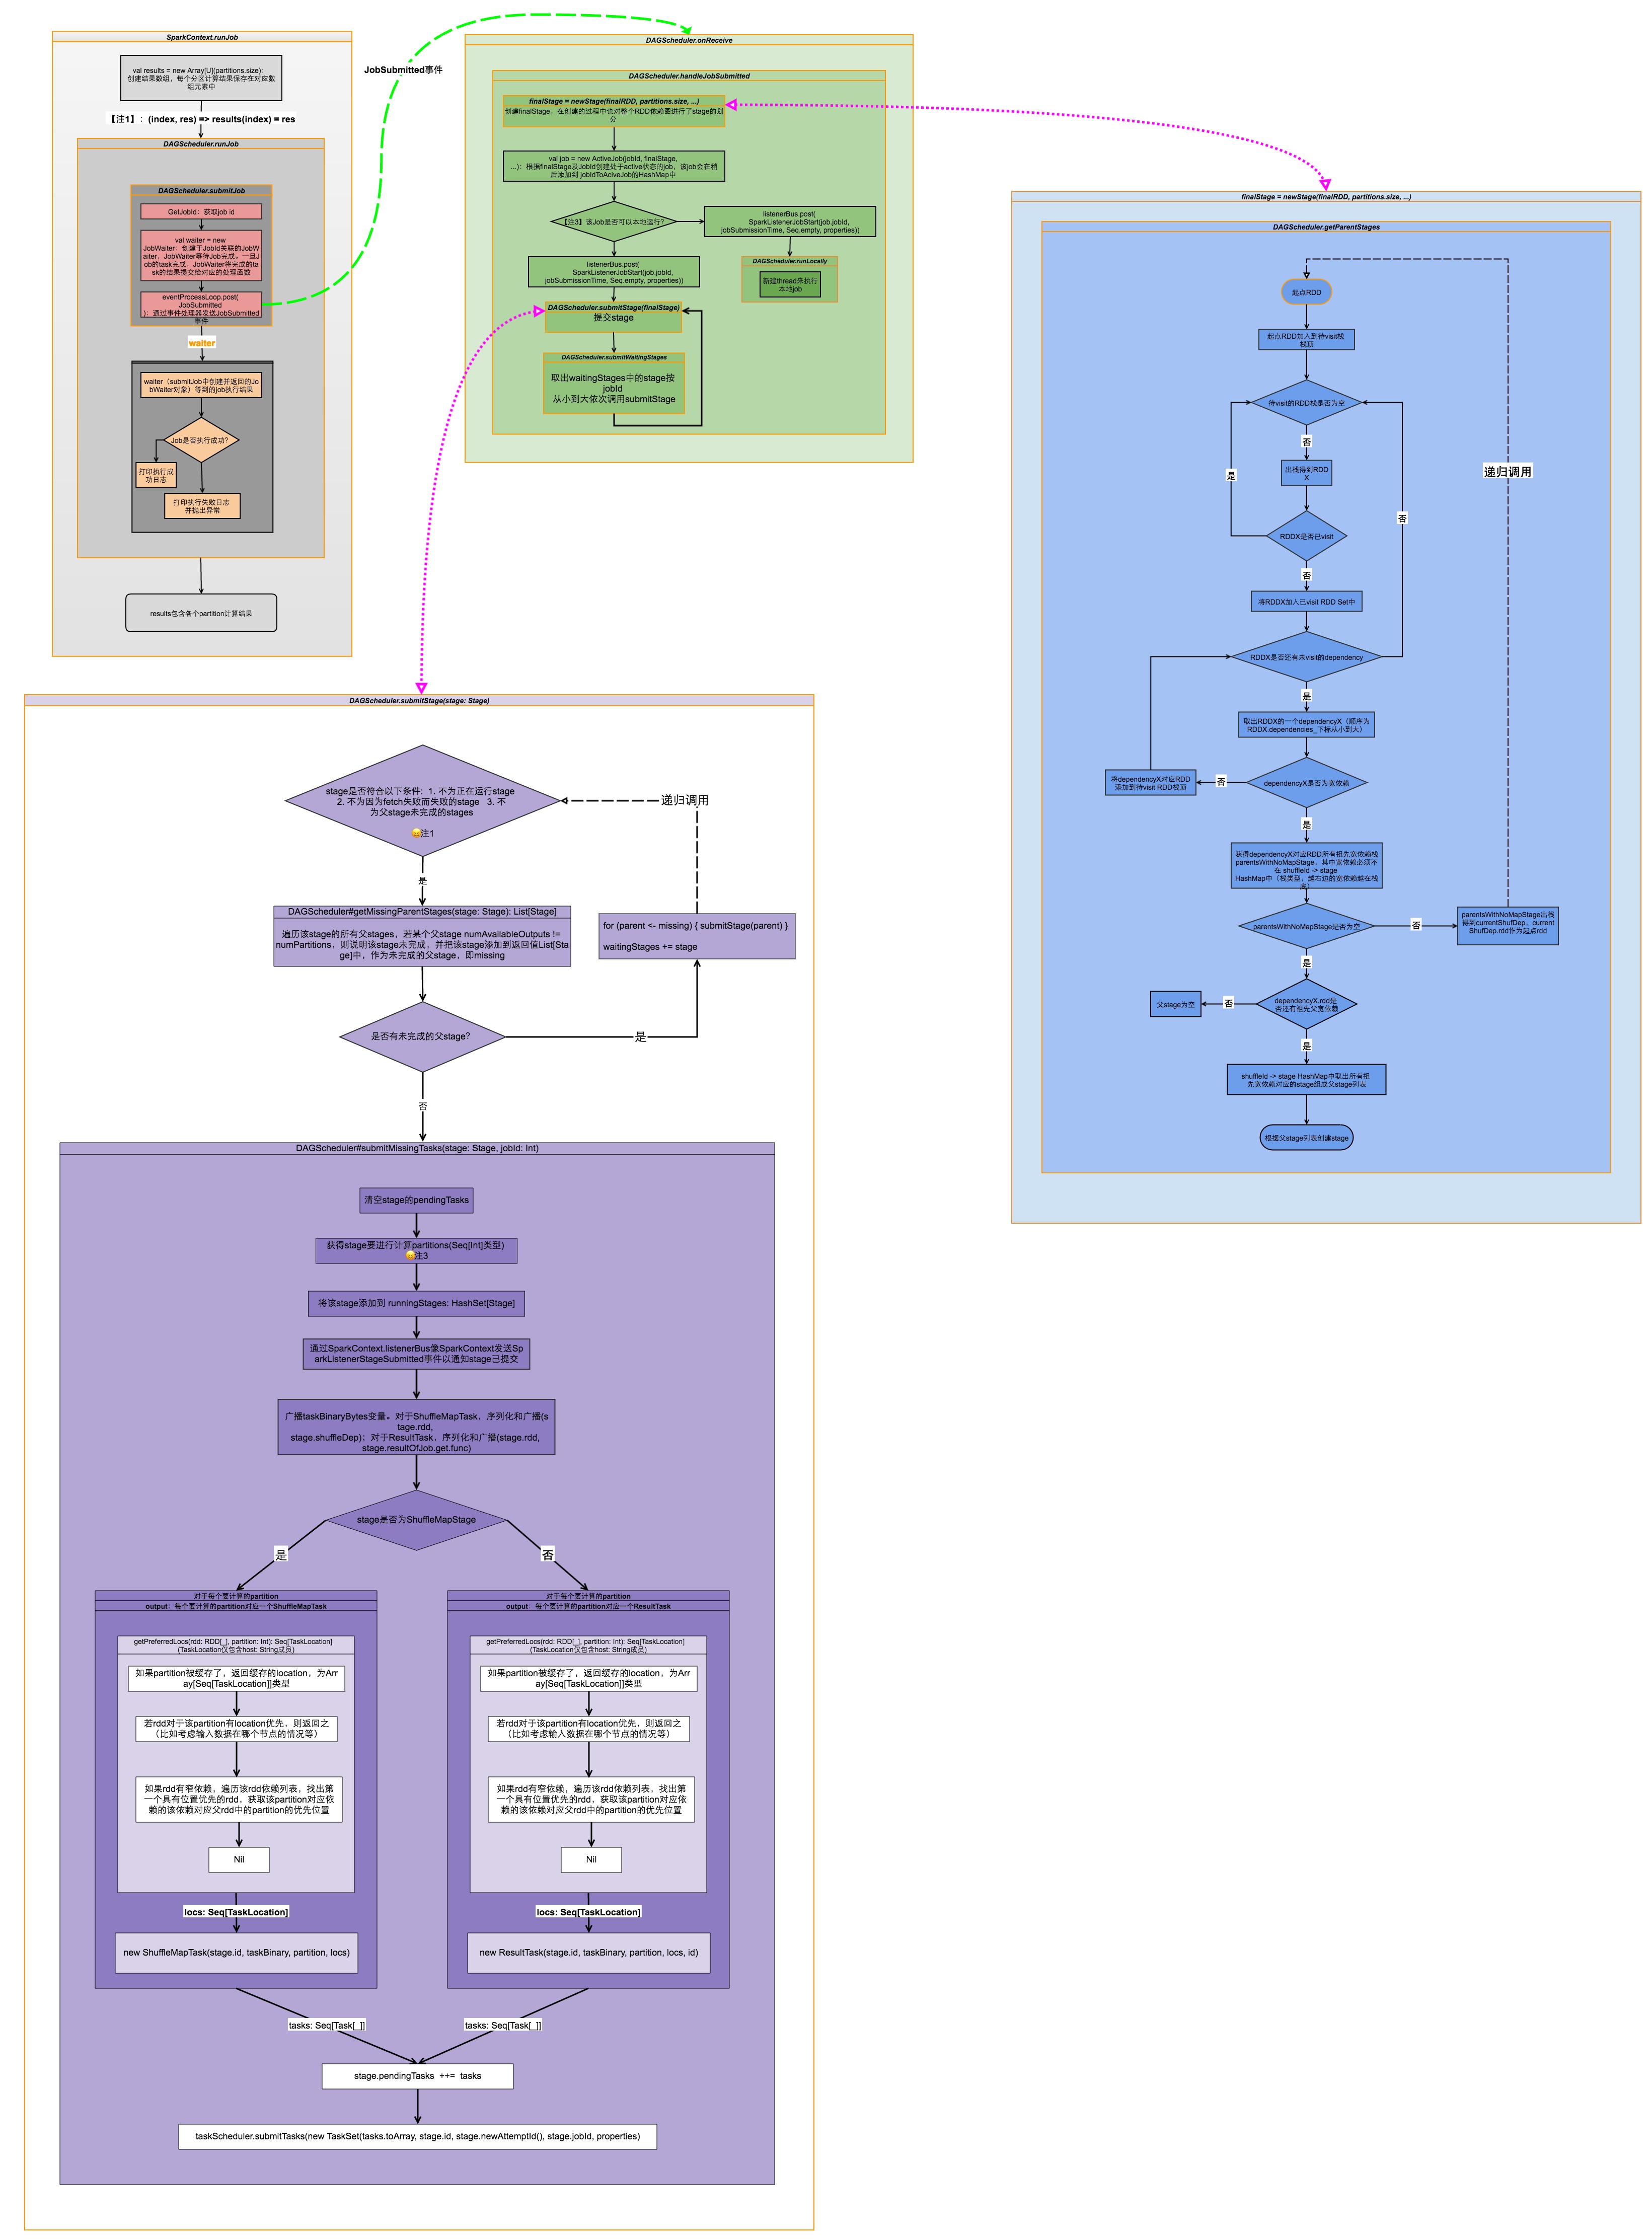 SparkContext.runJob
val results = new Array[U](partitions.size)：
创建结果数组，每个分区计算结果保存在对应数
组元素中
【注1】：(index, res) => results(index) = res
DAGScheduler.runJob
DAGScheduler.submitJob
GetJobId：获取job id
val waiter = new
JobWaiter：创建于JobId关联的JobW
aiter，JobWaiter等待Job完成。一旦J
ob的task完成，JobWaiter将完成的ta
sk的结果提交给对应的处理函数
eventProcessLoop.post(
JobSubmitted
)：通过事件处理器发送JobSubmitted
事件
waiter
waiter（submitJob中创建并返回的Jo
bWaiter对象）等到的job执行结果
Job是否执行成功?
打印执行成
功日志
打印执行失败日志
并抛出异常
results包含各个partition计算结果
JobSubmitted事件
DAGScheduler.onReceive
DAGScheduler.handleJobSubmitted
finalStage = newStage(finalRDD, partitions.size, ...)
创建finalStage，在创建的过程中也对整个RDD依赖图进行了stage的划
分
val job = new ActiveJob(jobId, finalStage,
...)：根据finalStage及JobId创建处于active状态的job，该job会在稍
后添加到 jobIdToAciveJob的HashMap中
【注3】该Job是否可以本地运行?
listenerBus.post(
SparkListenerJobStart(job.jobId,
jobSubmissionTime, Seq.empty, properties))
listenerBus.post(
SparkListenerJobStart(job.jobId,
jobSubmissionTime, Seq.empty, properties))
DAGScheduler.runLocally
新建thread来执行
本地job
DAGScheduler.submitStage(finalStage)
提交stage
DAGScheduler.submitWaitingStages
取出waitingStages中的stage按
jobId
从小到大依次调用submitStage
finalStage = newStage(finalRDD, partitions.size, ...)
DAGScheduler.getParentStages
起点RDD
起点RDD加入到待visit栈
栈顶
待visit的RDD栈是否为空
否
出栈得到RDD
X
是
递归调用
否
RDDX是否已visit
否
将RDDX加入已visit RDD Set中
RDDX是否还有未visit的dependency
是
取出RDDX的一个dependencyX（顺序为
RDDX.dependencies_下标从小到大）
将dependencyX对应RDD
添加到待visit RDD栈顶
否
dependencyX是否为宽依赖
是
获得dependencyX对应RDD所有祖先宽依赖栈
parentsWithNoMapStage，其中宽依赖必须不
在 shuffleId -> stage
HashMap中（栈类型，越右边的宽依赖越在栈
底）
parentsWithNoMapStage是否为空
否
parentsWithNoMapStage出栈
得到currentShufDep，current
ShufDep.rdd作为起点rdd
是
父stage为空
否
dependencyX.rdd是
否还有祖先父宽依赖
是
shuffleId -> stage HashMap中取出所有祖
先宽依赖对应的stage组成父stage列表
根据父stage列表创建stage
DAGScheduler.submitStage(stage: Stage)
stage是否符合以下条件：1. 不为正在运行stage
2. 不为因为fetch失败而失败的stage 3. 不
为父stage未完成的stages
😄注1
递归调用
是
DAGScheduler#getMissingParentStages(stage: Stage): List[Stage]
遍历该stage的所有父stages，若某个父stage numAvailableOutputs !=
numPartitions，则说明该stage未完成，并把该stage添加到返回值List[Sta
ge]中，作为未完成的父stage，即missing
for (parent <- missing) { submitStage(parent) }
waitingStages += stage
是否有未完成的父stage?
是
否
DAGScheduler#submitMissingTasks(stage: Stage, jobId: Int)
清空stage的pendingTasks
获得stage要进行计算partitions(Seq[Int]类型)
😄注3
将该stage添加到 runningStages: HashSet[Stage]
通过SparkContext.listenerBus像SparkContext发送Sp
arkListenerStageSubmitted事件以通知stage已提交
广播taskBinaryBytes变量。对于ShuffleMapTask，序列化和广播(s
tage.rdd,
stage.shuffleDep)；对于ResultTask，序列化和广播(stage.rdd,
stage.resultOfJob.get.func)
stage是否为ShuffleMapStage
是
否
对于每个要计算的partition
output：每个要计算的partition对应一个ShuffleMapTask
getPreferredLocs(rdd: RDD[_], partition: Int): Seq[TaskLocation]
(TaskLocation仅包含host: String成员)
如果partition被缓存了，返回缓存的location，为Arr
ay[Seq[TaskLocation]]类型
若rdd对于该partition有location优先，则返回之
（比如考虑输入数据在哪个节点的情况等）
如果rdd有窄依赖，遍历该rdd依赖列表，找出第
一个具有位置优先的rdd，获取该partition对应依
赖的该依赖对应父rdd中的partition的优先位置
Nil
locs: Seq[TaskLocation]
new ShuffleMapTask(stage.id, taskBinary, partition, locs)
对于每个要计算的partition
output：每个要计算的partition对应一个ResultTask
getPreferredLocs(rdd: RDD[_], partition: Int): Seq[TaskLocation]
(TaskLocation仅包含host: String成员)
如果partition被缓存了，返回缓存的location，为Arr
ay[Seq[TaskLocation]]类型
若rdd对于该partition有location优先，则返回之
（比如考虑输入数据在哪个节点的情况等）
如果rdd有窄依赖，遍历该rdd依赖列表，找出第
一个具有位置优先的rdd，获取该partition对应依
赖的该依赖对应父rdd中的partition的优先位置
Nil
locs: Seq[TaskLocation]
new ResultTask(stage.id, taskBinary, partition, locs, id)
tasks: Seq[Task[_]]
tasks: Seq[Task[_]]
stage.pendingTasks ++= tasks
taskScheduler.submitTasks(new TaskSet(tasks.toArray, stage.id, stage.newAttemptId(), stage.jobId, properties)